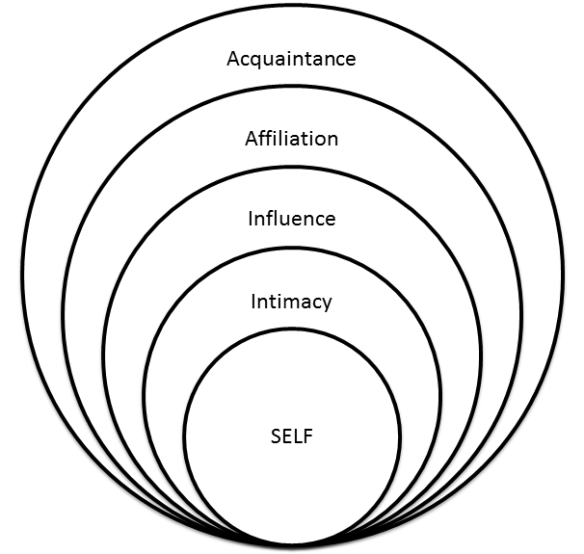 Acquaintance
Affiliation
Influence
Intimacy
SELF